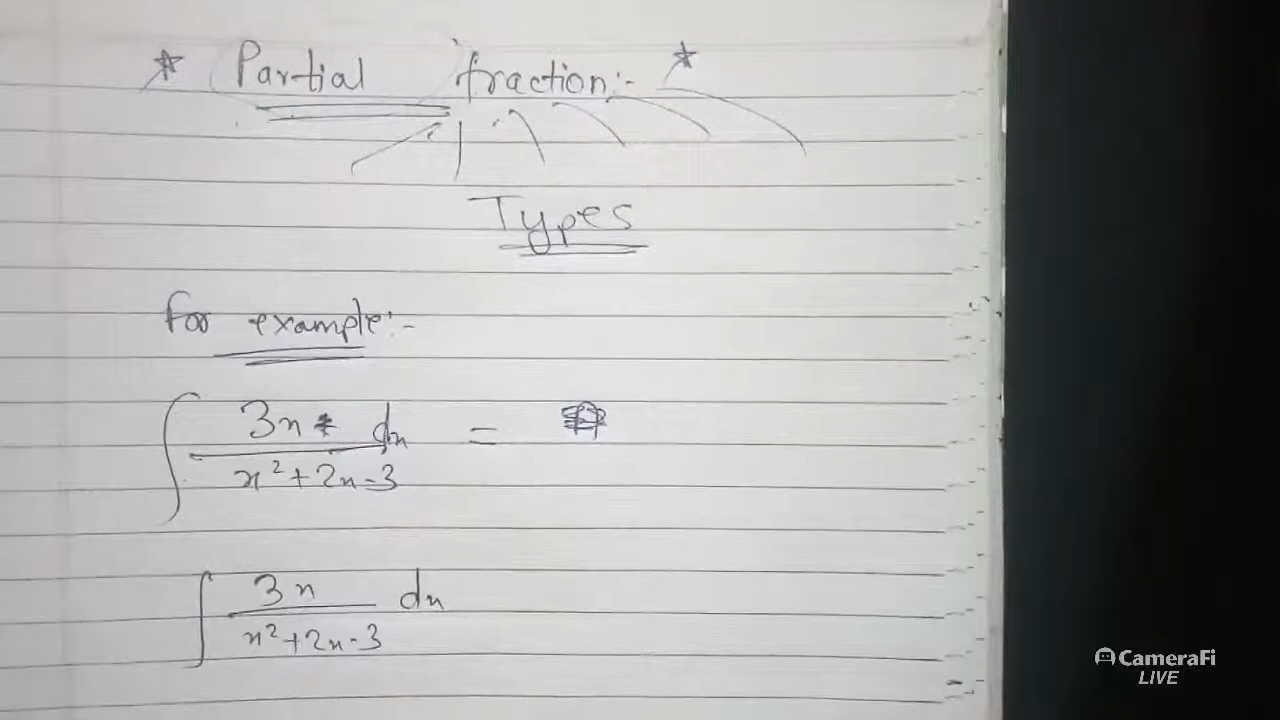 * Partial fraction:- *
Types
For example:-
∫ 3x dx / x² + 2x - 3 =
∫ 3x / x² + 2x - 3 dx
CameraFi
LIVE